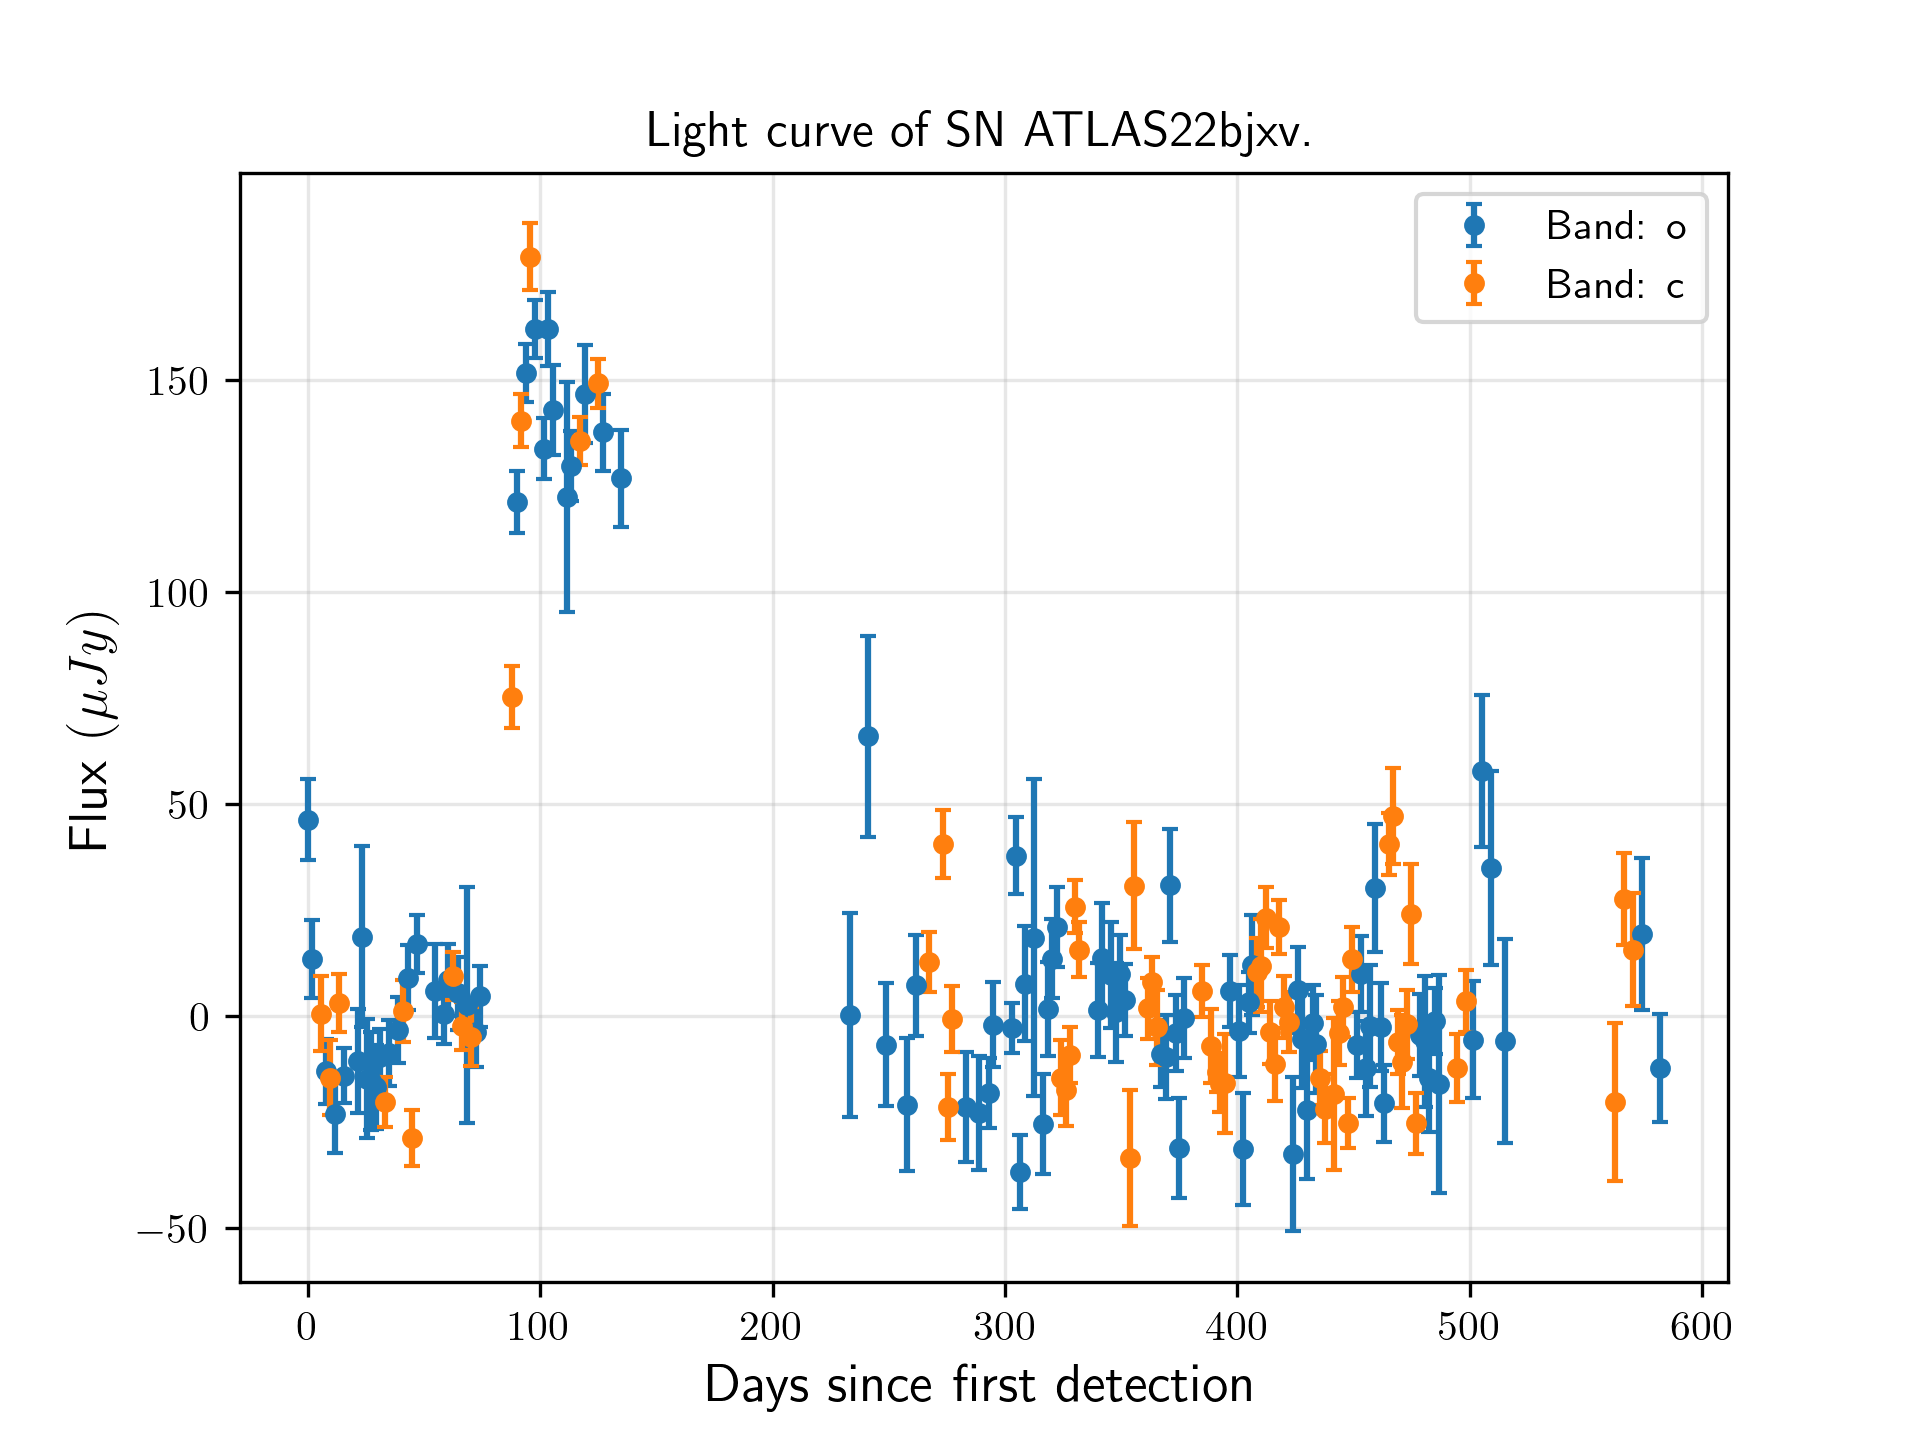 Light curve of SN ATLAS22bjxv.
Band: o
Band: c
Flux (μJy)
150
100
50
0
−50
0 100 200 300 400 500 600
Days since first detection